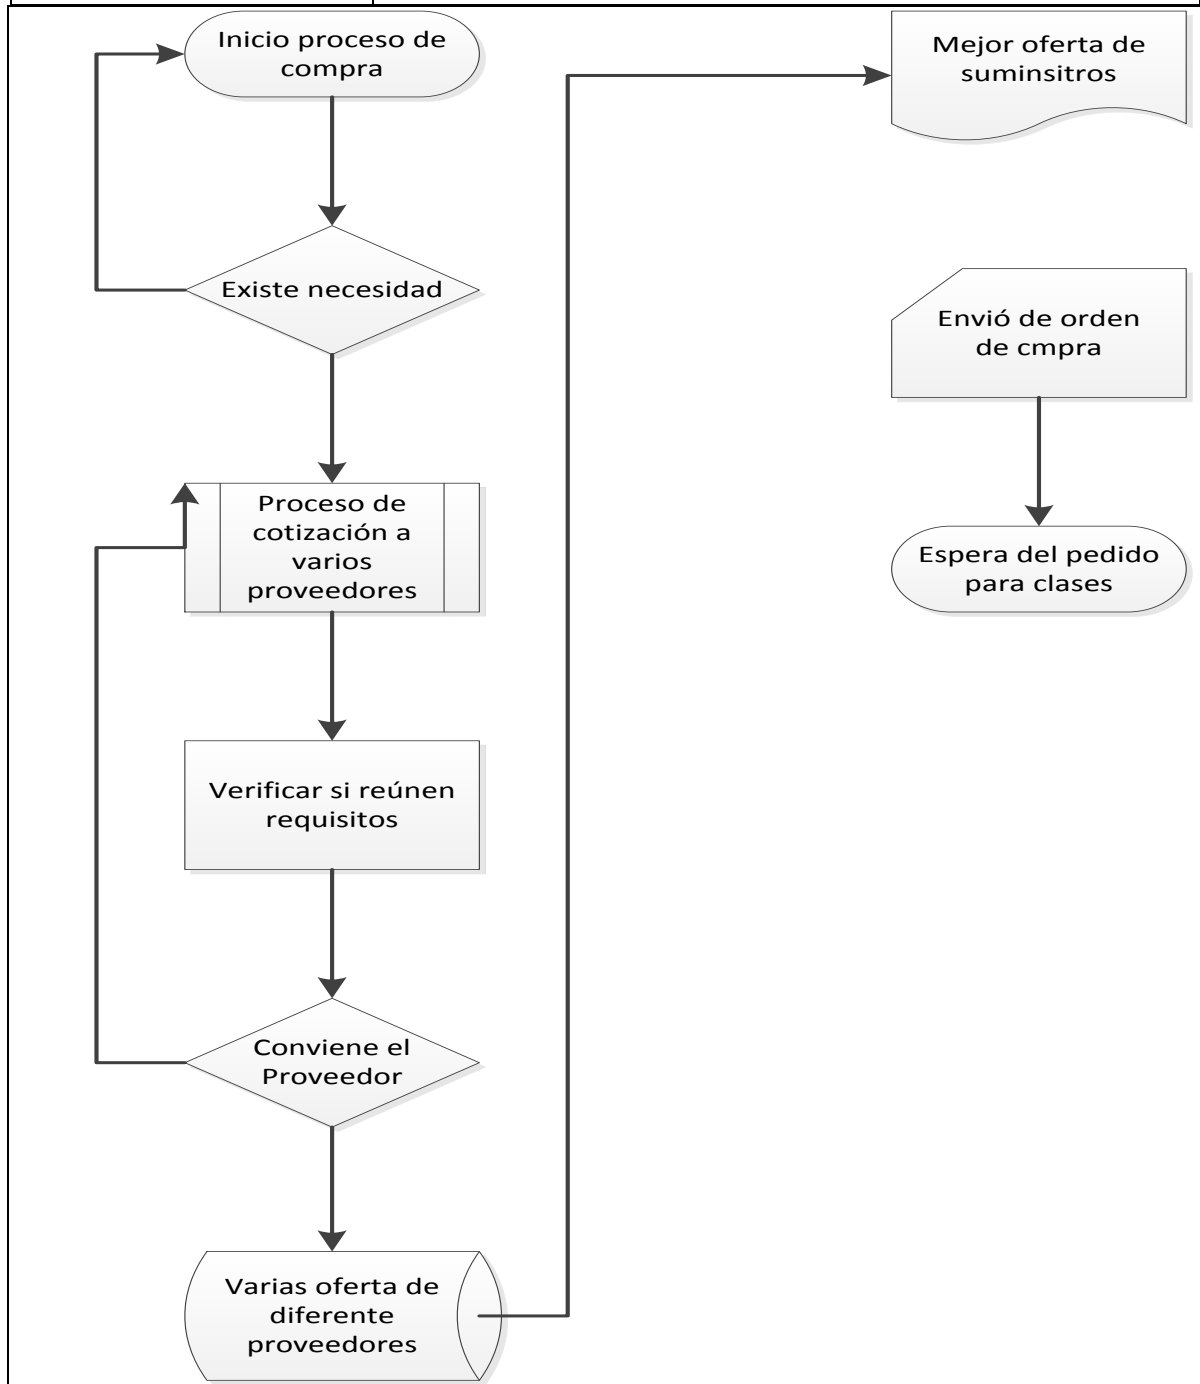 Inicio proceso de
compra
Existe necesidad
Proceso de
cotización a
varios
proveedores
Verificar si reúnen
requisitos
Conviene el
Proveedor
Varias oferta de
diferente
proveedores
Mejor oferta de
suminsitros
Envió de orden
de cmpra
Espera del pedido
para clases